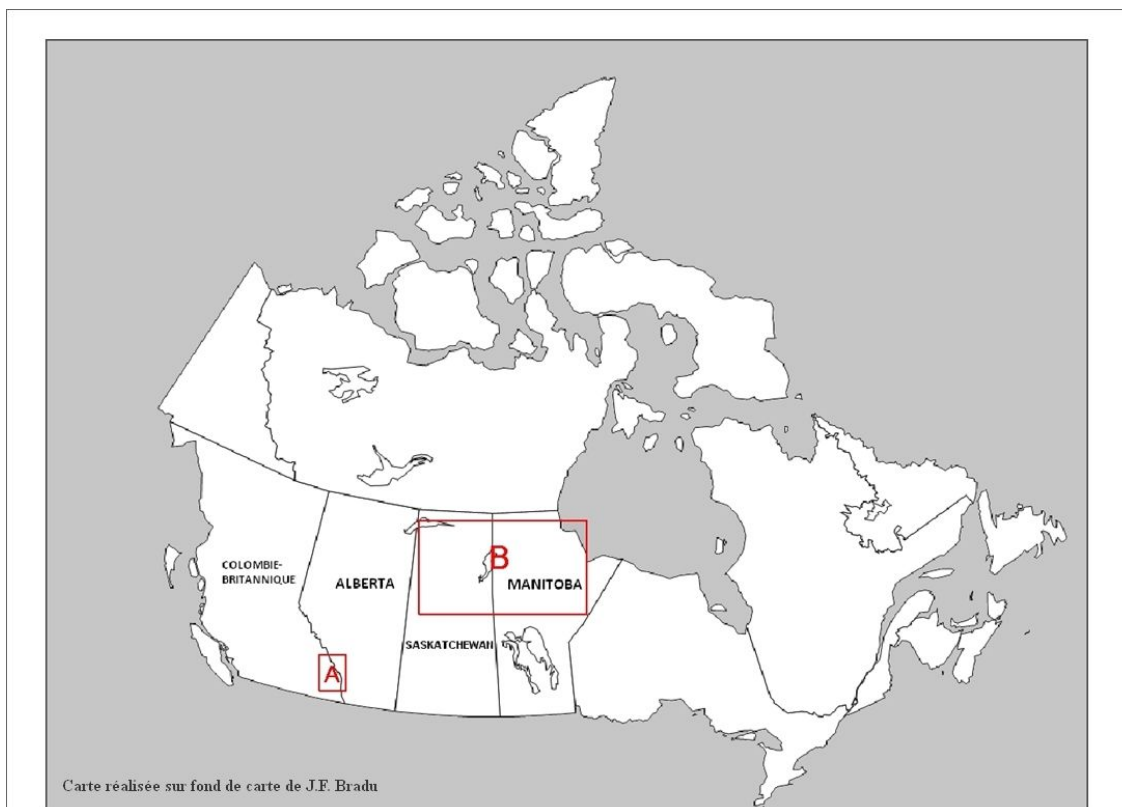 COLOMBIE-
BRITANNIQUE
ALBERTA
B
MANITOBA
SASKATCHEWAN
A
Carte réalisée sur fond de carte de J.F. Bradu